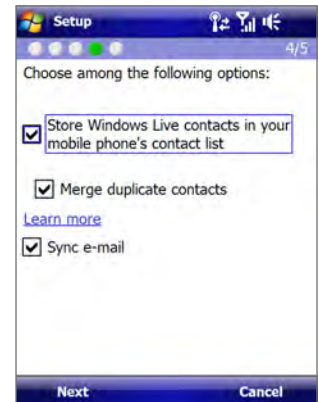 Setup
4/5
Choose among the following options:
Store Windows Live contacts in your
mobile phone's contact list
Merge duplicate contacts
Learn more
Sync e-mail
Next Cancel